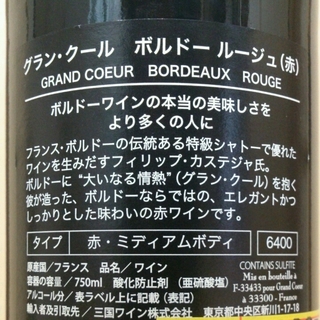 グラン・クール ボルドー ルージュ(赤)
GRAND COEUR BORDEAUX ROUGE
ボルドーワインの本当の美味しさを
より多くの人に
フランス・ボルドーの伝統ある特級シャトーで優れた
ワインを生みだすフィリップ・カステジャ氏。
ボルドーに“大いなる情熱”(グラン・クール)を抱く
彼が造った、ボルドーならではの、エレガントかつ
しっかりとした味わいの赤ワインです。
タイプ 赤・ミディアムボディ 6400
原産国/フランス 品名/ワイン
容器の容量/750ml 酸化防止剤 (亜硫酸塩)
アルコール分/表ラベル上に記載(表記)
輸入者及び引取先/三国ワイン株式会社 東京都中央区新川1-17-18
CONTAINS SULFITE
Mis en bouteille à
F-33433 pour Grand Coeur
à 33300 - France